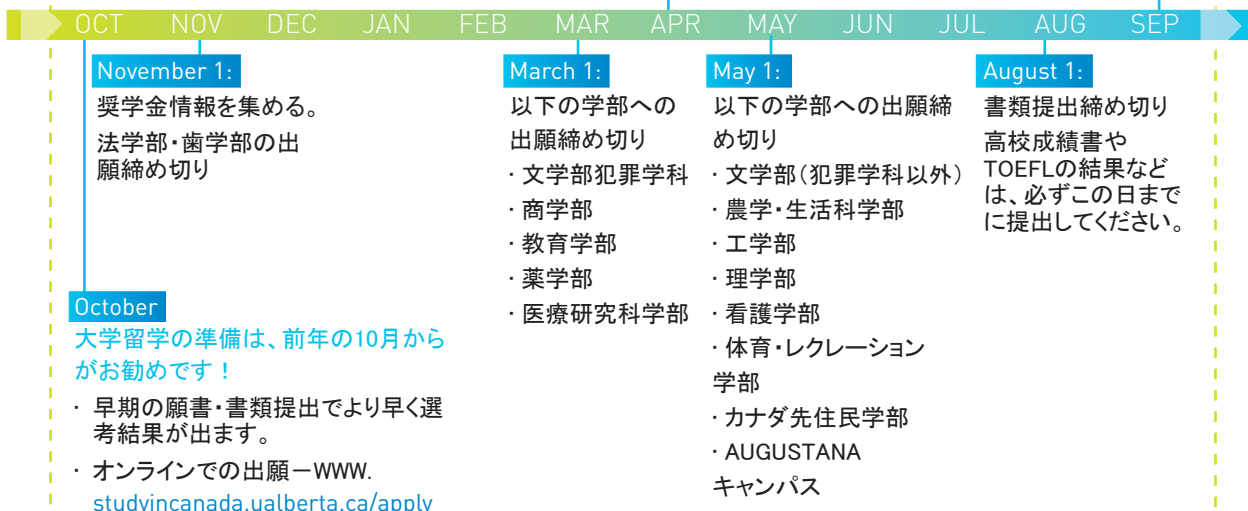 OCT NOV DEC JAN FEB MAR APR MAY JUN JUL AUG SEP
November 1:
奨学金情報を集める。
法学部・歯学部の出
願締め切り
March 1:
以下の学部への
出願締め切り
· 文学部犯罪学科
· 商学部
· 教育学部
· 薬学部
· 医療研究科学部
May 1:
以下の学部への出願締
め切り
· 文学部(犯罪学科以外)
· 農学・生活科学部
· 工学部
· 理学部
· 看護学部
· 体育・レクレーション
学部
· カナダ先住民学部
· AUGUSTANA
キャンパス
August 1:
書類提出締め切り
高校成績書や
TOEFLの結果など
は、必ずこの日まで
に提出してください。
October
大学留学の準備は、前年の10月から
がお勧めです！
· 早期の願書・書類提出でより早く選
考結果が出ます。
· オンラインでの出願－WWW.
studyincanada.ualberta.ca/apply